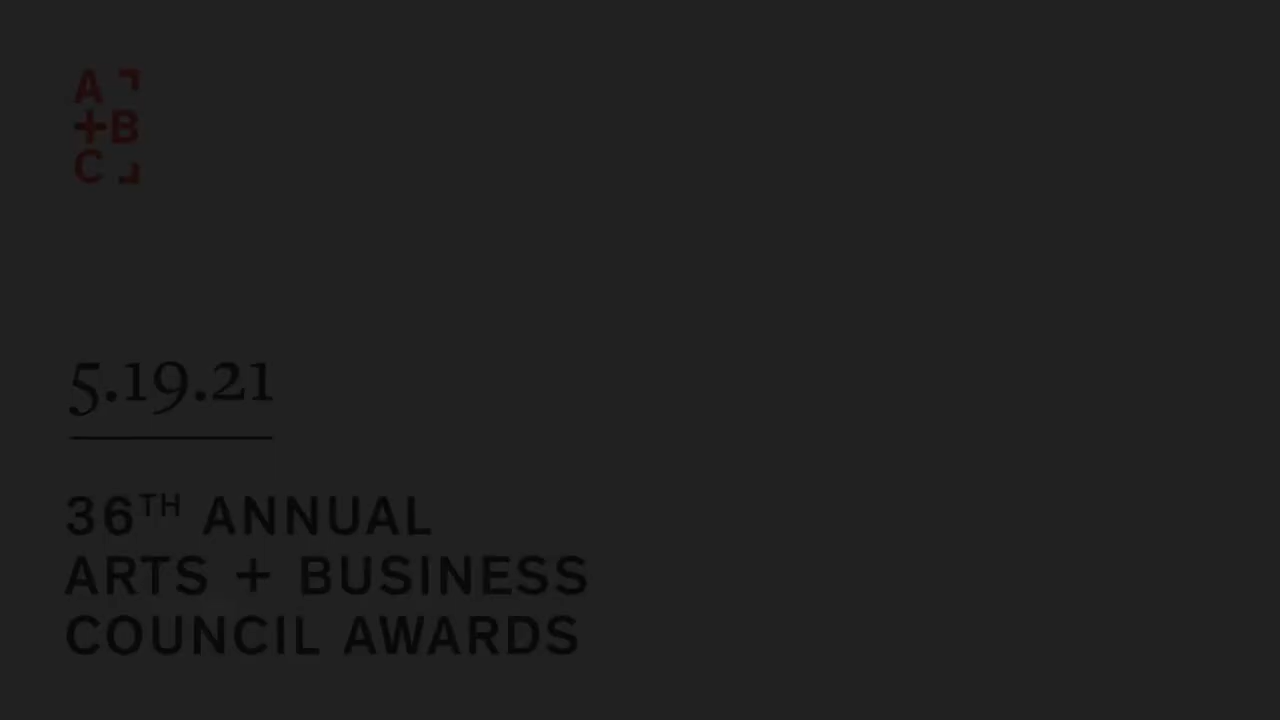 A
+B
C
5.19.21
36TH ANNUAL
ARTS + BUSINESS
COUNCIL AWARDS